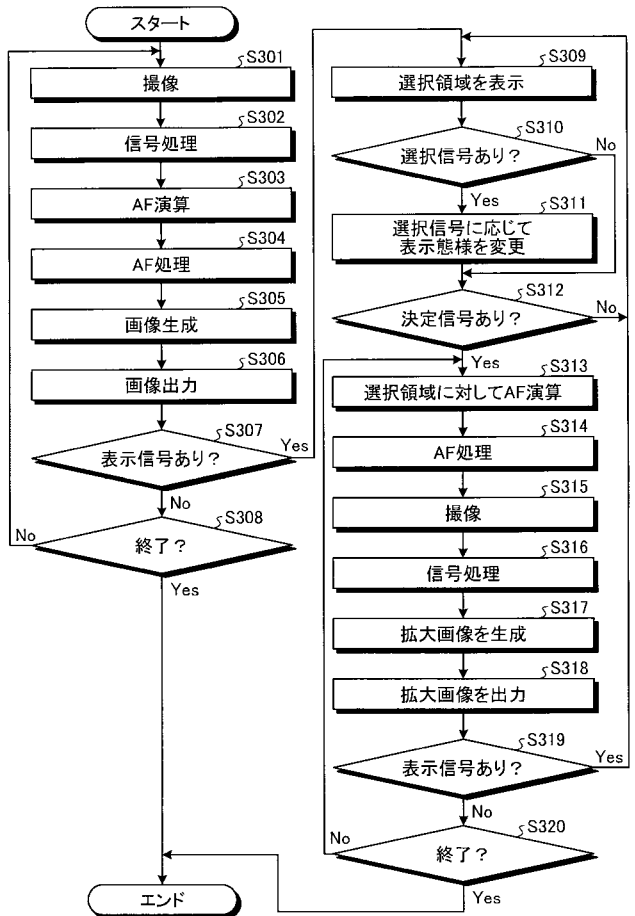 スタート
S301
撮像
S302
信号処理
S303
AF演算
S304
AF処理
S305
画像生成
S306
画像出力
S307
表示信号あり?
Yes
No
S308
終了?
No
Yes
エンド
S309
選択領域を表示
S310
選択信号あり?
No
Yes
S311
選択信号に応じて
表示態様を変更
S312
決定信号あり?
No
Yes
S313
選択領域に対してAF演算
S314
AF処理
S315
撮像
S316
信号処理
S317
拡大画像を生成
S318
拡大画像を出力
S319
表示信号あり?
Yes
No
S320
終了?
No
Yes